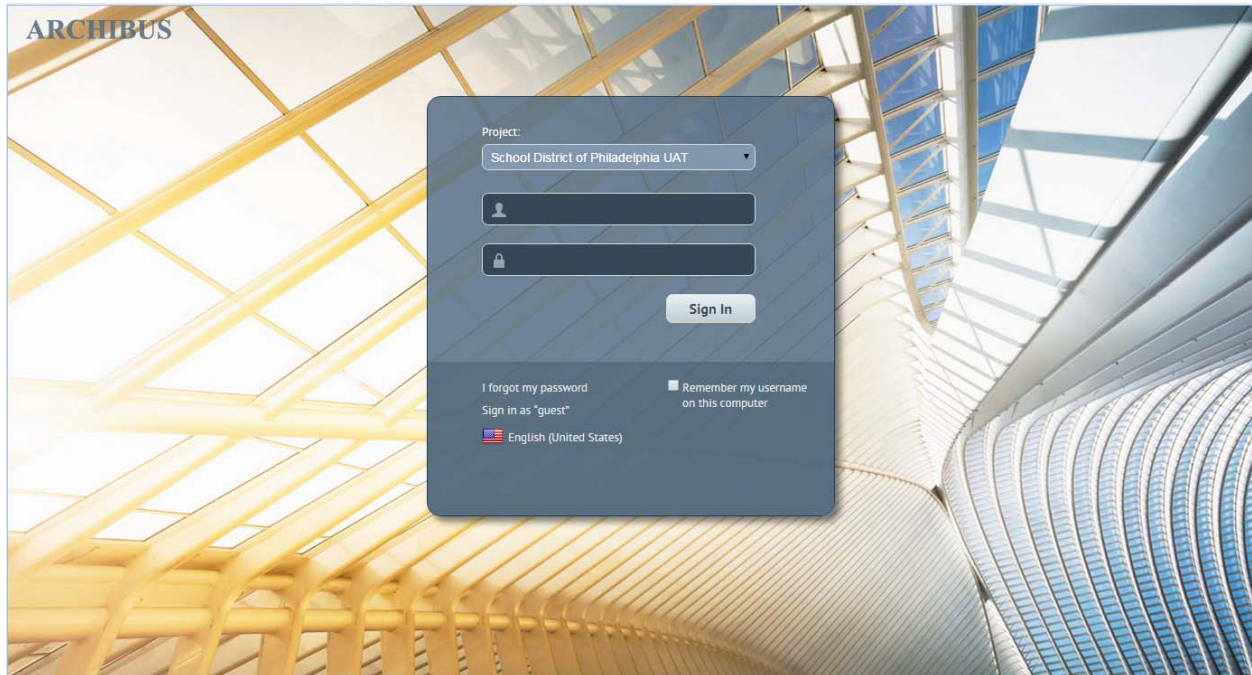 ARCHIBUS
Project:
School District of Philadelphia UAT
Sign In
I forgot my password
Remember my username
on this computer
Sign in as "guest"
English (United States)